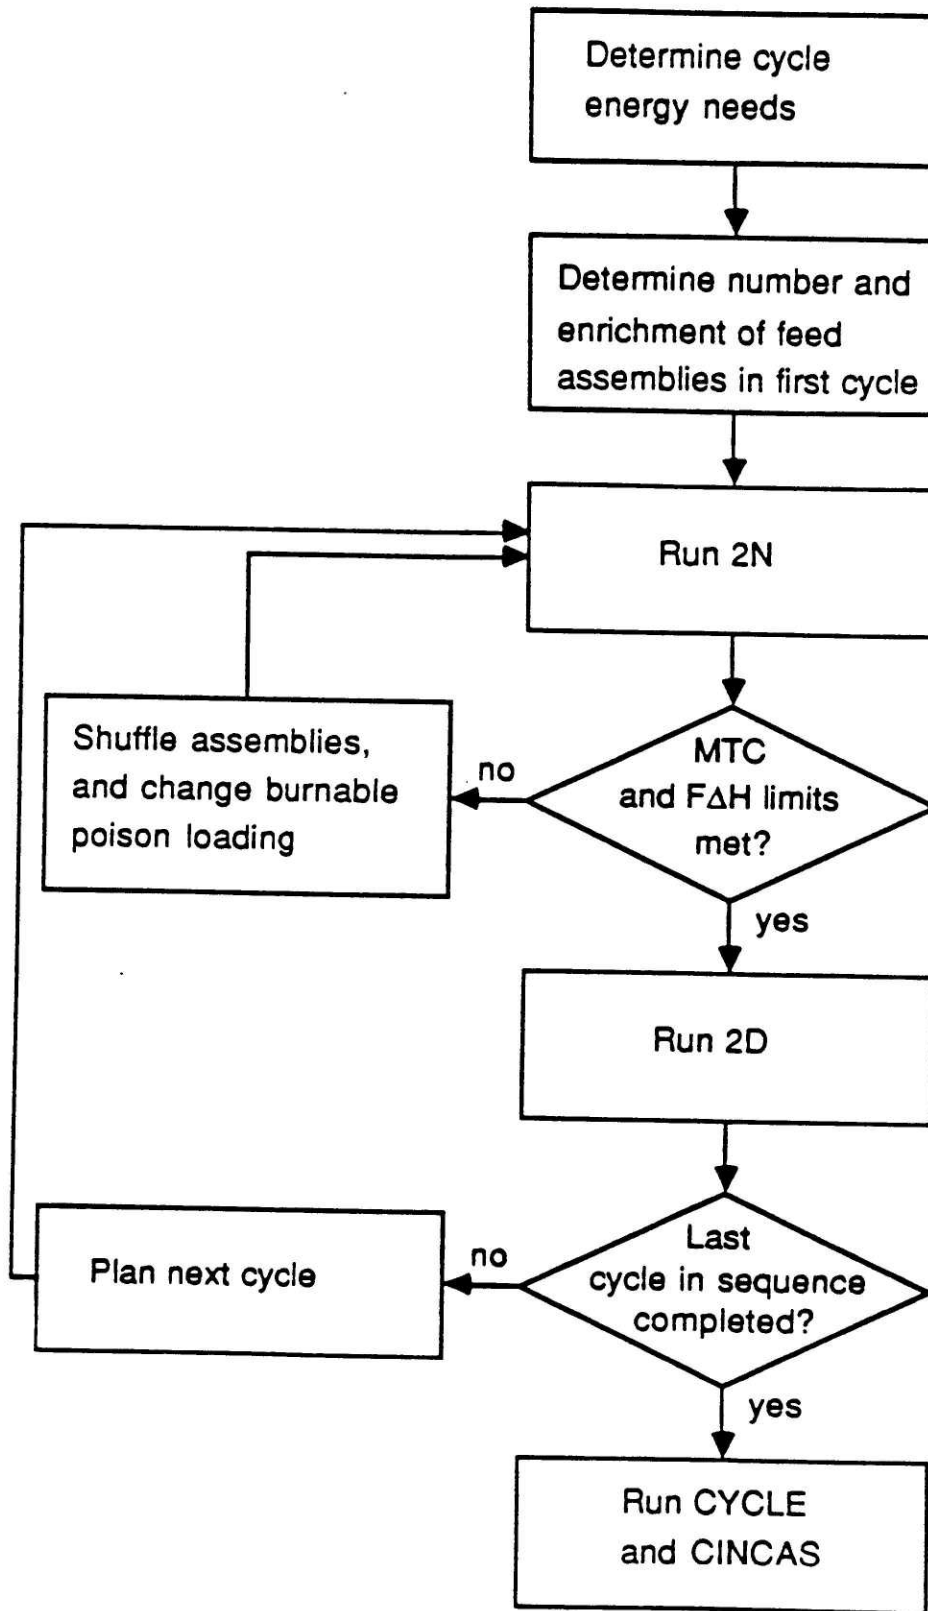 Determine cycle
energy needs
Determine number and
enrichment of feed
assemblies in first cycle
Run 2N
Shuffle assemblies,
and change burnable
poison loading
no
MTC
and F∆H limits
met?
yes
Run 2D
Plan next cycle
no
Last
cycle in sequence
completed?
yes
Run CYCLE
and CINCAS